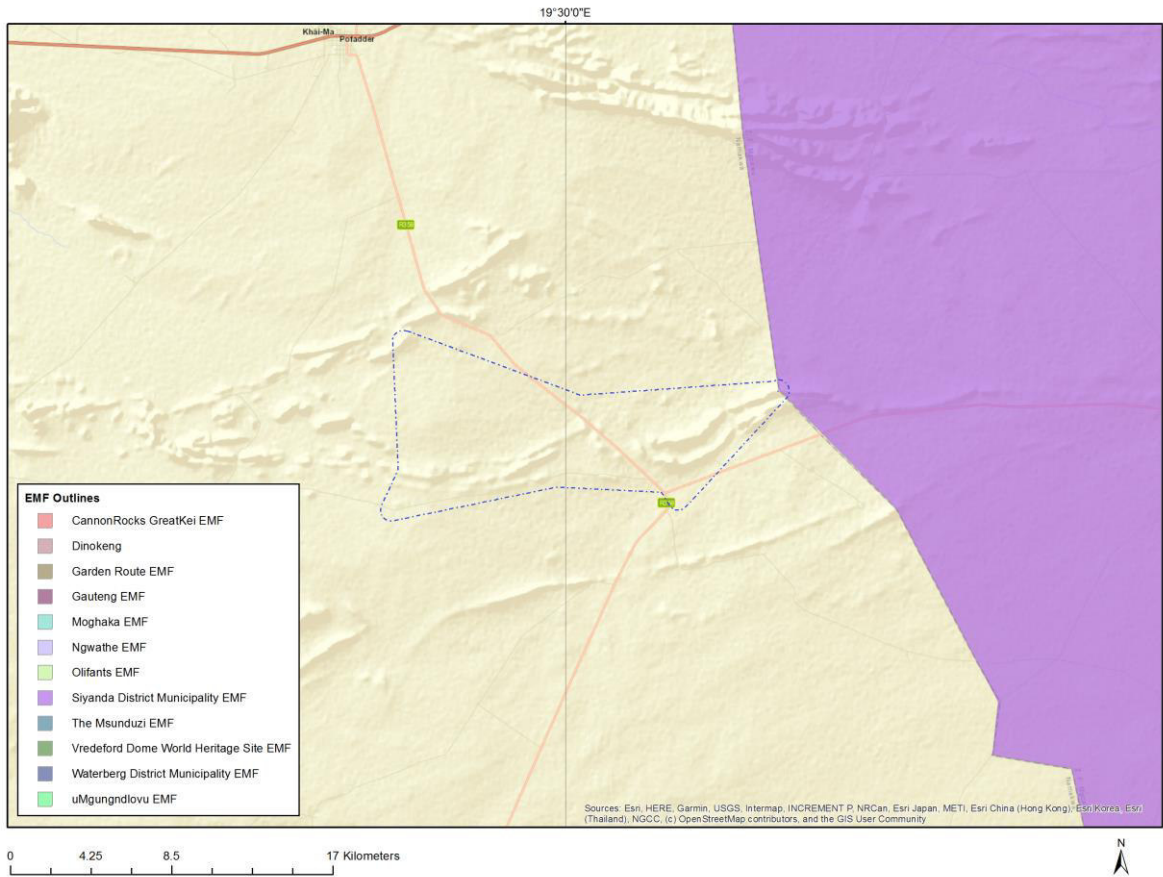 19°30'0"E
Khâi-Ma
Pofadder
EMF Outlines
CannonRocks GreatKei EMF
Dinokeng
Garden Route EMF
Gauteng EMF
Moghaka EMF
Ngwathe EMF
Olifants EMF
Siyanda District Municipality EMF
The Msunduzi EMF
Vredeford Dome World Heritage Site EMF
Waterberg District Municipality EMF
uMgungndlovu EMF
Sources: Esri, HERE, Garmin, USGS, Intermap, INCREMENT P, NRCan, Esri Japan, METI, Esri China (Hong Kong), Esri Korea, Esri
(Thailand), NGCC, (c) OpenStreetMap contributors, and the GIS User Community
0 4.25 8.5 17 Kilometers
N